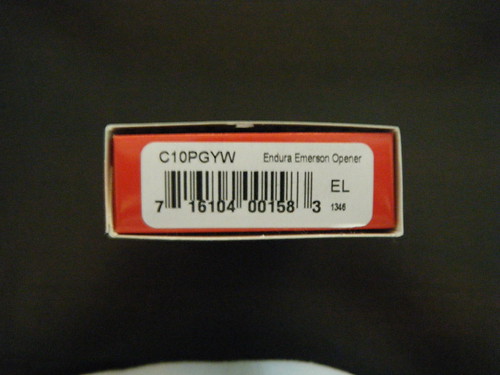 C10PGYW Endura Emerson Opener
EL
7 16104 00158 3 1346